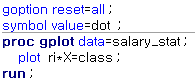 goption reset=all;
symbol value=dot ;
proc gplot data=salary_stat;
plot ri*X=class;
run;